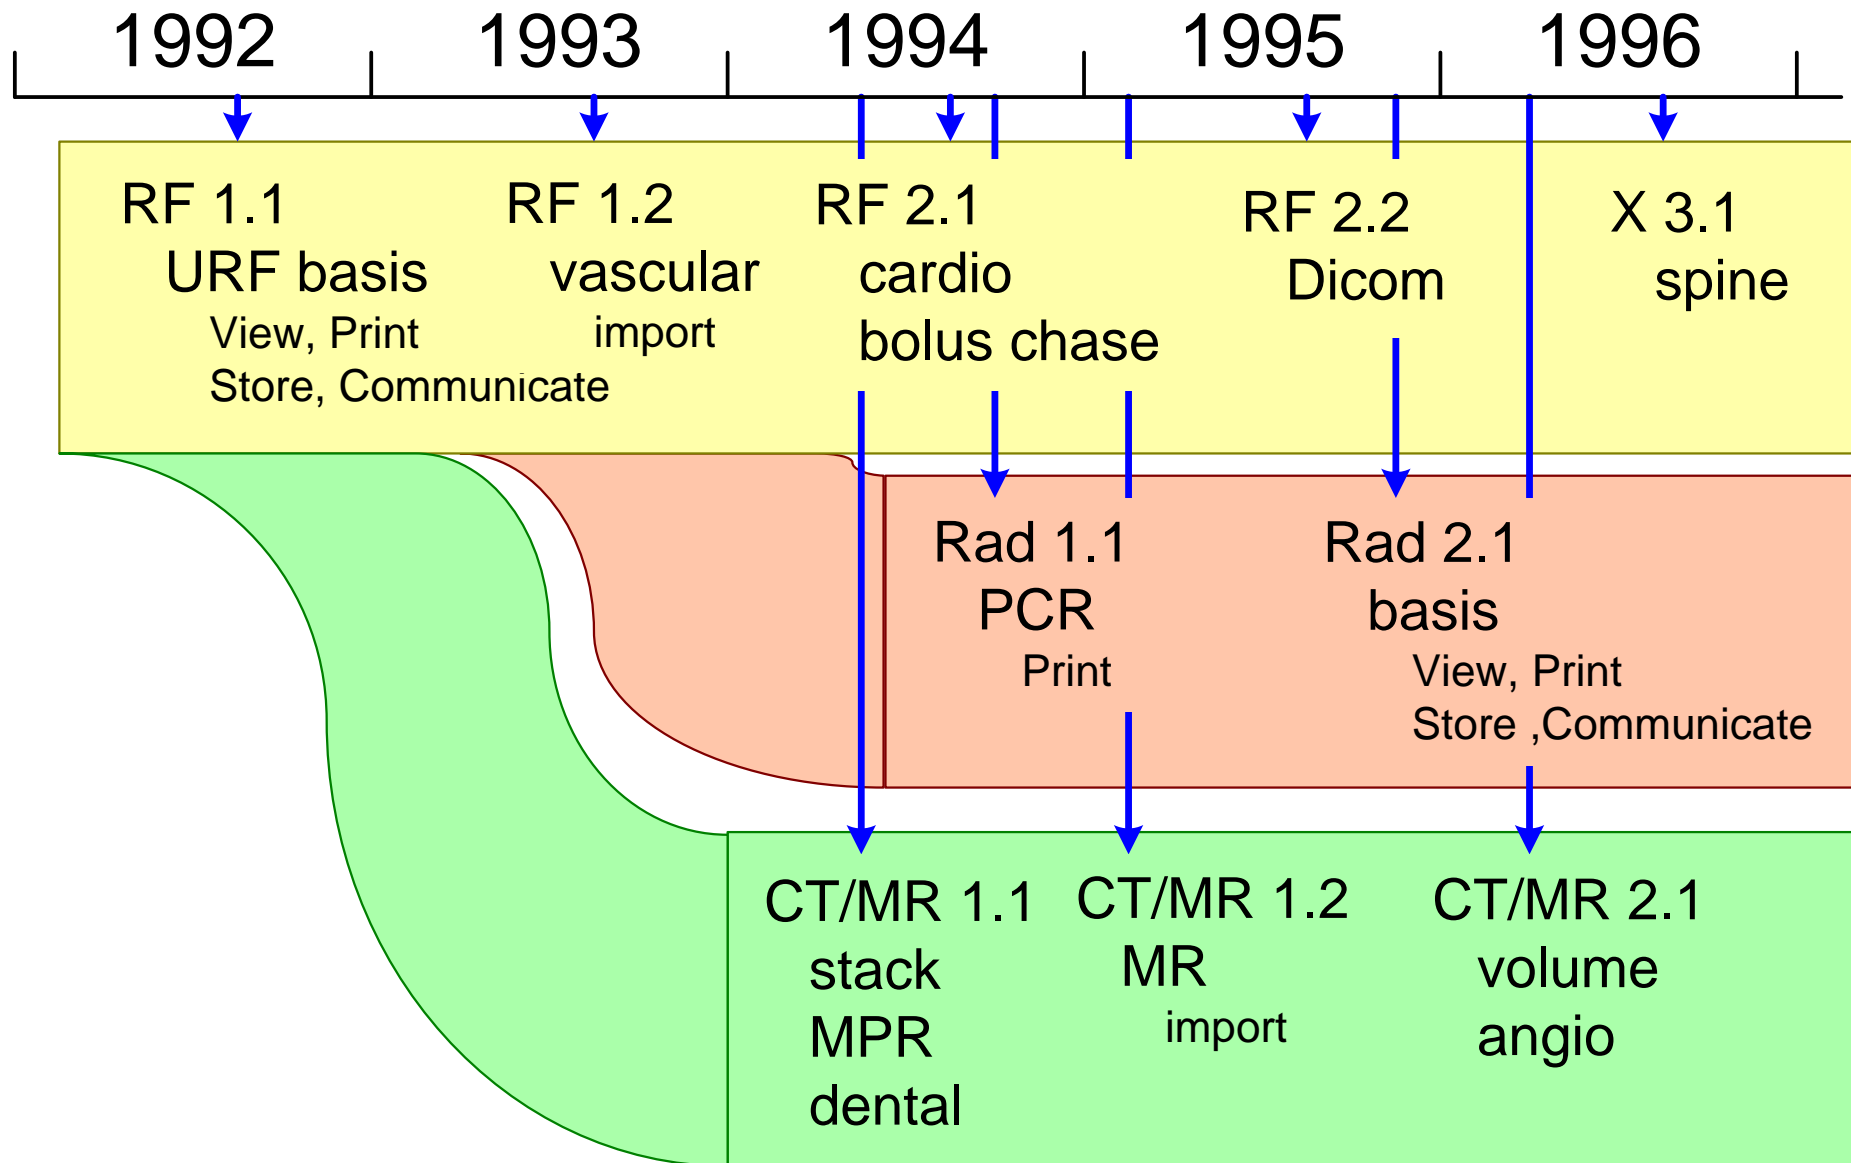 1992 1993 1994 1995 1996
RF 1.1
URF basis
View, Print
Store, Communicate
RF 1.2
vascular
import
RF 2.1
cardio
bolus chase
RF 2.2
Dicom
X 3.1
spine
Rad 1.1
PCR
Print
Rad 2.1
basis
View, Print
Store ,Communicate
CT/MR 1.1
stack
MPR
dental
CT/MR 1.2
MR
import
CT/MR 2.1
volume
angio